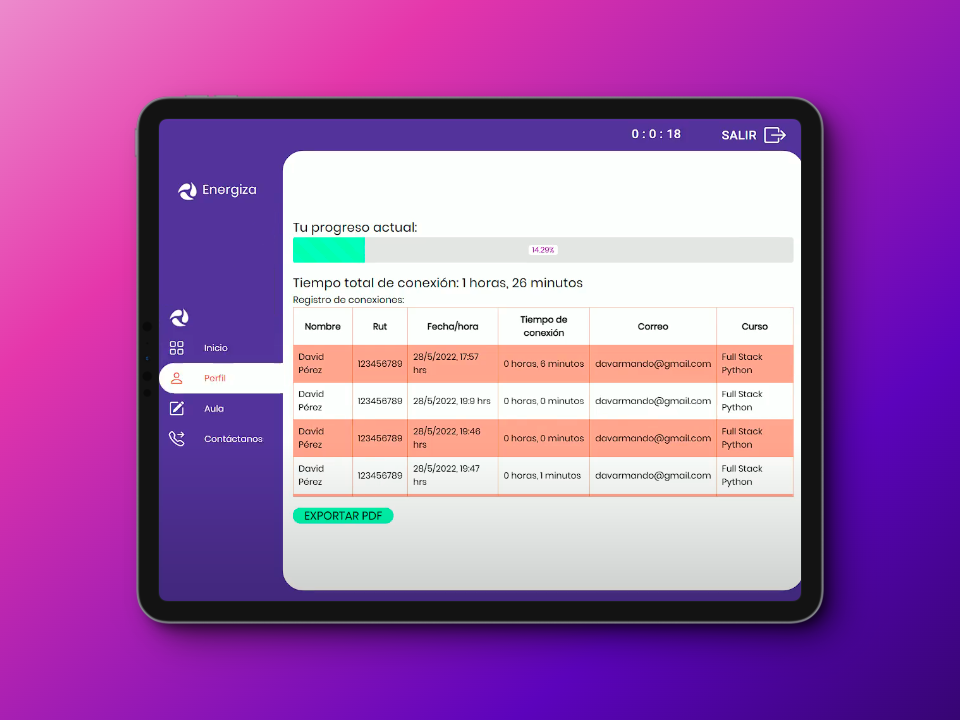 0 : 0 : 18
SALIR
Energiza
Inicio
Perfil
Aula
Contáctanos
Tu progreso actual:
14.29%
Tiempo total de conexión: 1 horas, 26 minutos
Registro de conexiones:
Nombre Rut Fecha/hora Tiempo de conexión Correo Curso
David Pérez 123456789 28/5/2022, 17:57 hrs 0 horas, 6 minutos davarmando@gmail.com Full Stack Python
David Pérez 123456789 28/5/2022, 19:9 hrs 0 horas, 0 minutos davarmando@gmail.com Full Stack Python
David Pérez 123456789 28/5/2022, 19:46 hrs 0 horas, 0 minutos davarmando@gmail.com Full Stack Python
David Pérez 123456789 28/5/2022, 19:47 hrs 0 horas, 1 minutos davarmando@gmail.com Full Stack Python
EXPORTAR PDF